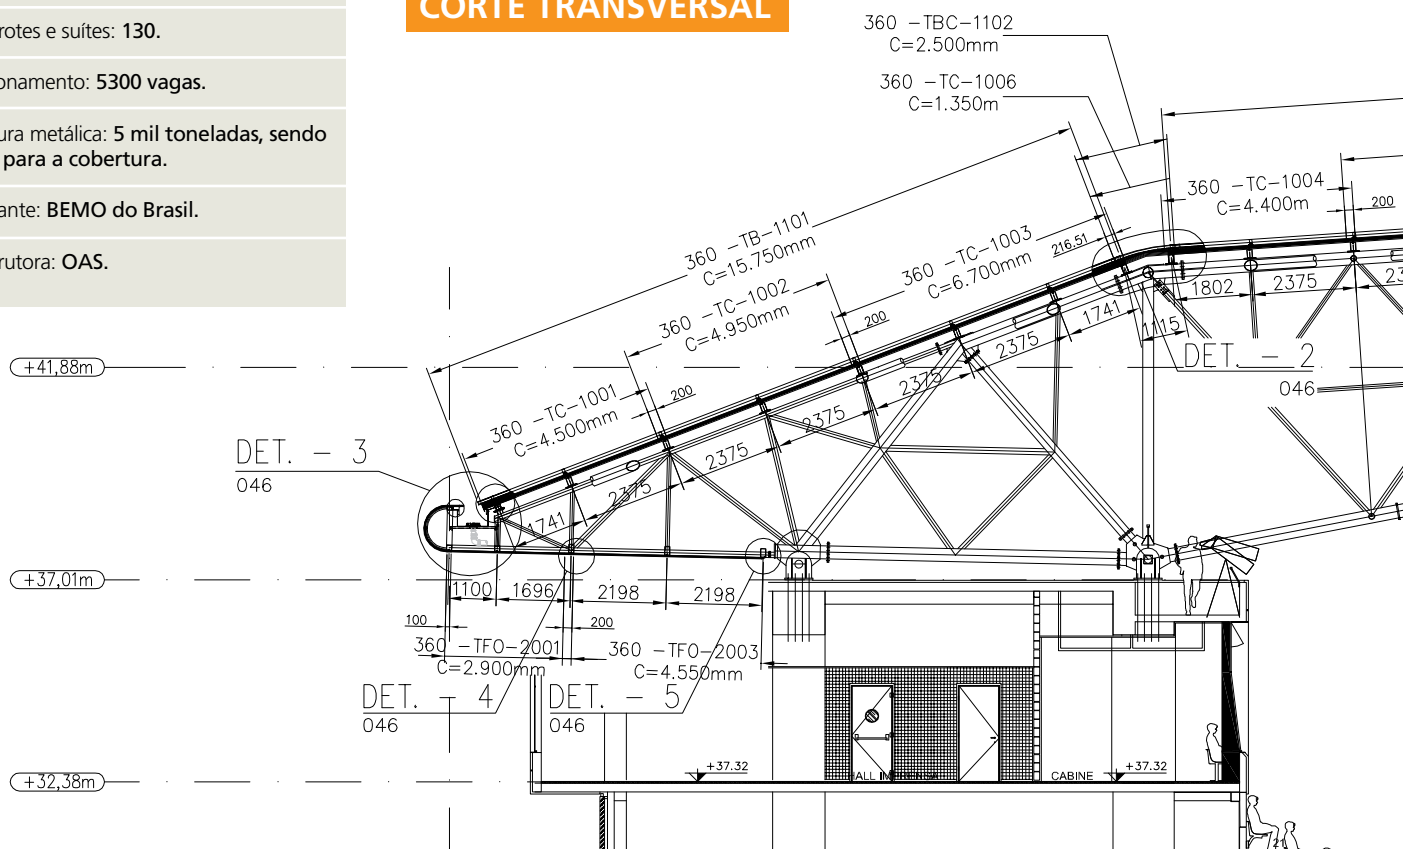 CORTE TRANSVERSAL
rotes e suítes: 130.
onamento: 5300 vagas.
ura metálica: 5 mil toneladas, sendo
para a cobertura.
ante: BEMO do Brasil.
rutora: OAS.
360 -TBC-1102
C=2.500mm
360 -TC-1006
C=1.350m
360 -TC-1004
C=4.400m
200
360 -TB-1101
C=15.750mm
360 -TC-1003
C=6.700mm
216.51
360 -TC-1002
C=4.950mm
200
360 -TC-1001
C=4.500mm
200
1802
2375
1741
1115
2375
2375
2375
2375
2375
1741
+41,88m
DET. - 2
046
DET. - 3
046
+37,01m
1100
1696
2198
2198
100
200
360 -TFO-2001
C=2.900mm
360 -TFO-2003
C=4.550mm
DET. - 4
046
DET. - 5
046
+32,38m
+37.32
HALL IMPRENSA
CABINE
+37.32
21